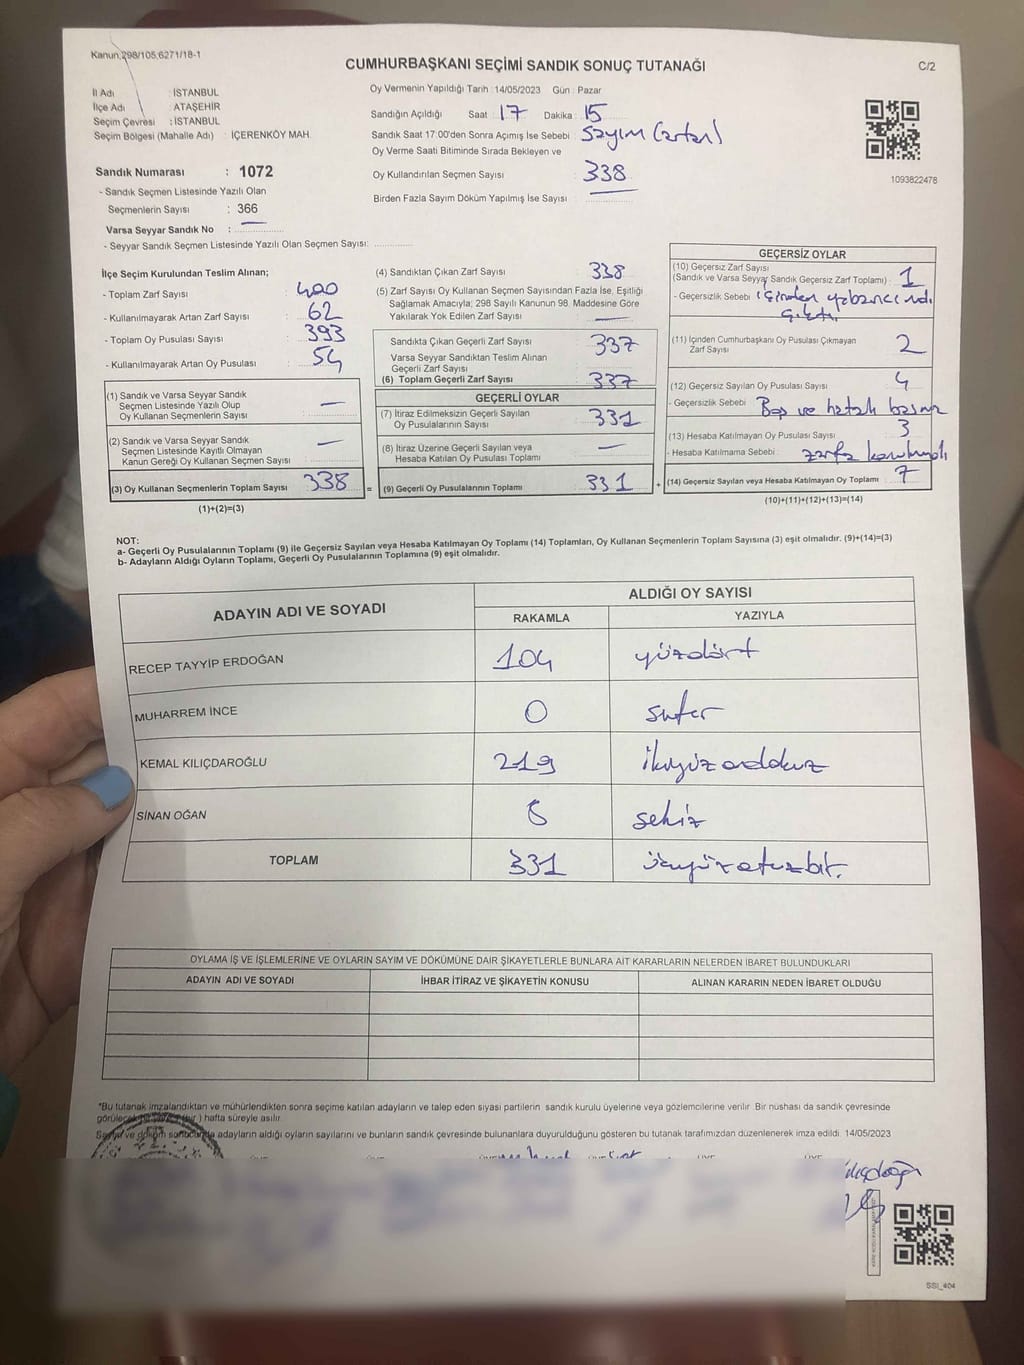 Kanun:298/105,6271/18-1
CUMHURBAŞKANI SEÇİMİ SANDIK SONUÇ TUTANAĞI
C/2
İl Adı : İSTANBUL
İlçe Adı : ATAŞEHİR
Seçim Çevresi : İSTANBUL
Seçim Bölgesi (Mahalle Adı) : İÇERENKÖY MAH.
Sandık Numarası : 1072
- Sandık Seçmen Listesinde Yazılı Olan
Seçmenlerin Sayısı : 366
Varsa Seyyar Sandık No :
- Seyyar Sandık Seçmen Listesinde Yazılı Olan Seçmen Sayısı:
Oy Vermenin Yapıldığı Tarih :14/05/2023 Gün : Pazar
Sandığın Açıldığı Saat : 17 Dakika : 15
Sandık Saat 17:00'den Sonra Açımış İse Sebebi : Sayım (zarfın)
Oy Verme Saati Bitiminde Sırada Bekleyen ve
Oy Kullandırılan Seçmen Sayısı : 338
Birden Fazla Sayım Döküm Yapılmış İse Sayısı :
1093822478
İlçe Seçim Kurulundan Teslim Alınan;
- Toplam Zarf Sayısı : 400
- Kullanılmayarak Artan Zarf Sayısı : 62
- Toplam Oy Pusulası Sayısı : 393
- Kullanılmayarak Artan Oy Pusulası : 54
(1) Sandık ve Varsa Seyyar Sandık
Seçmen Listesinde Yazılı Olup
Oy Kullanan Seçmenlerin Sayısı : —
(2) Sandık ve Varsa Seyyar Sandık
Seçmen Listesinde Kayıtlı Olmayan
Kanun Gereği Oy Kullanan Seçmen Sayısı : —
(3) Oy Kullanan Seçmenlerin Toplam Sayısı : 338
(1)+(2)=(3)
(4) Sandıktan Çıkan Zarf Sayısı : 338
(5) Zarf Sayısı Oy Kullanan Seçmen Sayısından Fazla İse, Eşitliği
Sağlamak Amacıyla; 298 Sayılı Kanunun 98. Maddesine Göre
Yakılarak Yok Edilen Zarf Sayısı : —
Sandıkta Çıkan Geçerli Zarf Sayısı : 337
Varsa Seyyar Sandıktan Teslim Alınan
Geçerli Zarf Sayısı :
(6) Toplam Geçerli Zarf Sayısı : 337
GEÇERLİ OYLAR
(7) İtiraz Edilmeksizin Geçerli Sayılan
Oy Pusulalarının Sayısı : 331
(8) İtiraz Üzerine Geçerli Sayılan veya
Hesaba Katılan Oy Pusulası Toplamı : —
= (9) Geçerli Oy Pusulalarının Toplamı : 331 +
GEÇERSİZ OYLAR
(10) Geçersiz Zarf Sayısı
(Sandık ve Varsa Seyyar Sandık Geçersiz Zarf Toplamı) : 1
- Geçersizlik Sebebi : içinden yabancı md.
çıktı.
(11) İçinden Cumhurbaşkanı Oy Pusulası Çıkmayan
Zarf Sayısı : 2
(12) Geçersiz Sayılan Oy Pusulası Sayısı : 4
- Geçersizlik Sebebi : Boş ve hatalı
(13) Hesaba Katılmayan Oy Pusulası Sayısı : 3
- Hesaba Katılmama Sebebi : zarfa konulmadı
(14) Geçersiz Sayılan veya Hesaba Katılmayan Oy Toplamı : 7
(10)+(11)+(12)+(13)=(14)
NOT:
a- Geçerli Oy Pusulalarının Toplamı (9) ile Geçersiz Sayılan veya Hesaba Katılmayan Oy Toplamı (14) Toplamları, Oy Kullanan Seçmenlerin Toplam Sayısına (3) eşit olmalıdır. (9)+(14)=(3)
b- Adayların Aldığı Oyların Toplamı, Geçerli Oy Pusulalarının Toplamına (9) eşit olmalıdır.
ADAYIN ADI VE SOYADI
ALDIĞI OY SAYISI
RAKAMLA YAZIYLA
RECEP TAYYİP ERDOĞAN 104 yüzdört
MUHARREM İNCE 0 sıfır
KEMAL KILIÇDAROĞLU 219 ikiyüzondokuz
SİNAN OĞAN 8 sekiz
TOPLAM 331 üçyüzotuzbir.
OYLAMA İŞ VE İŞLEMLERİNE VE OYLARIN SAYIM VE DÖKÜMÜNE DAİR ŞİKAYETLERLE BUNLARA AİT KARARLARIN NELERDEN İBARET BULUNDUKLARI
ADAYIN ADI VE SOYADI İHBAR İTİRAZ VE ŞİKAYETİN KONUSU ALINAN KARARIN NEDEN İBARET OLDUĞU
*Bu tutanak imzalandıktan ve mühürlendikten sonra seçime katılan adayların ve talep eden siyasi partilerin sandık kurulu üyelerine veya gözlemcilerine verilir. Bir nüshası da sandık çevresinde
görülecek bir ) hafta süreyle asılır.
Sayım ve döküm sonucunda adayların aldığı oyların sayılarını ve bunların sandık çevresinde bulunanlara duyurulduğunu gösteren bu tutanak tarafımızdan düzenlenerek imza edildi. 14/05/2023
SSI_404